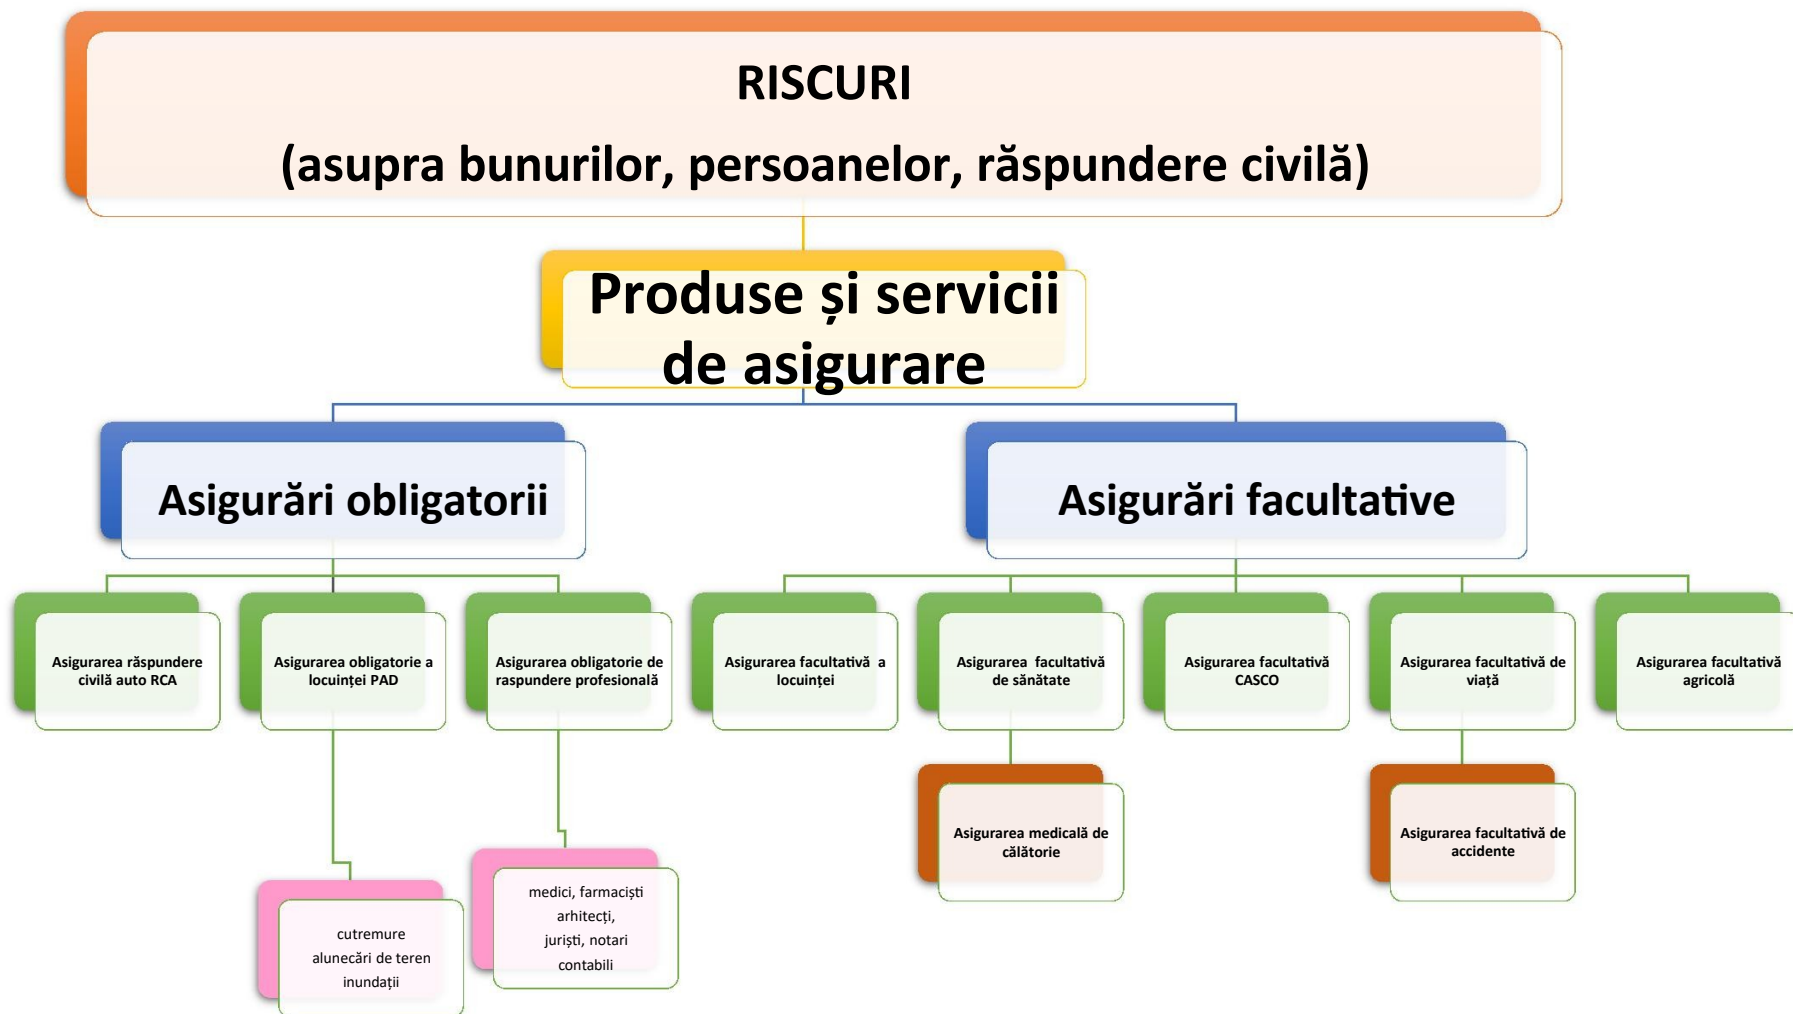 RISCURI
(asupra bunurilor, persoanelor, răspundere civilă)
Produse și servicii
de asigurare
Asigurări obligatorii
Asigurări facultative
Asigurarea răspundere
civilă auto RCA
Asigurarea obligatorie a
locuinței PAD
Asigurarea obligatorie de
raspundere profesională
Asigurarea facultativă a
locuinței
Asigurarea facultativă
de sănătate
Asigurarea facultativă
CASCO
Asigurarea facultativă de
viață
Asigurarea facultativă
agricolă
Asigurarea medicală de
călătorie
Asigurarea facultativă de
accidente
cutremure
alunecări de teren
inundații
medici, farmaciști
arhitecți,
juriști, notari
contabili